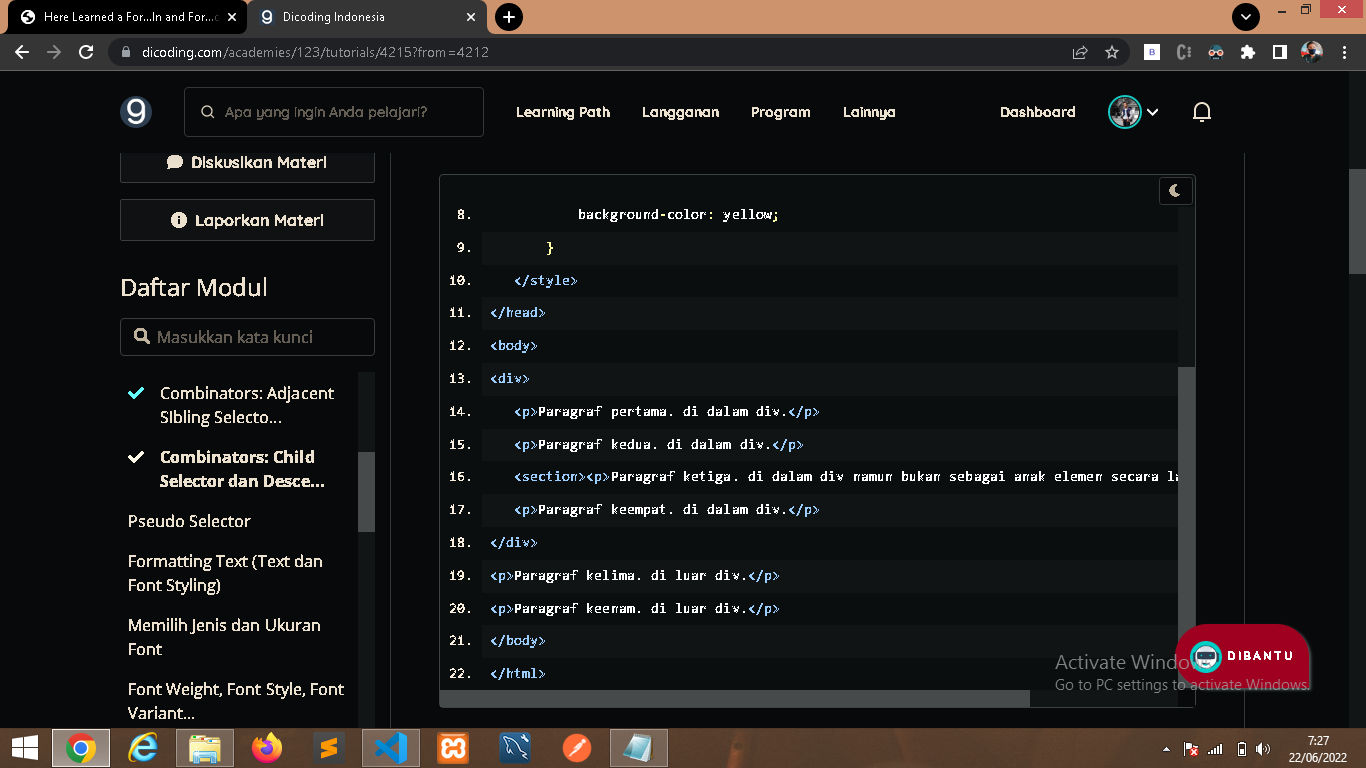 Here Learned a For...In and For...o
Dicoding Indonesia
dicoding.com/academies/123/tutorials/4215?from=4212
Apa yang ingin Anda pelajari?
Learning Path
Langganan
Program
Lainnya
Dashboard
Diskusikan Materi
Laporkan Materi
Daftar Modul
Masukkan kata kunci
Combinators: Adjacent
SIbling Selecto...
Combinators: Child
Selector dan Desce...
Pseudo Selector
Formatting Text (Text dan
Font Styling)
Memilih Jenis dan Ukuran
Font
Font Weight, Font Style, Font
Variant...
8. background-color: yellow;
9. }
10. </style>
11. </head>
12. <body>
13. <div>
14. <p>Paragraf pertama. di dalam div.</p>
15. <p>Paragraf kedua. di dalam div.</p>
16. <section><p>Paragraf ketiga. di dalam div namun bukan sebagai anak elemen secara la
17. <p>Paragraf keempat. di dalam div.</p>
18. </div>
19. <p>Paragraf kelima. di luar div.</p>
20. <p>Paragraf keenam. di luar div.</p>
21. </body>
22. </html>
DIBANTU
Activate Windo
Go to PC settings to activate Windows.
7:27
22/06/2022